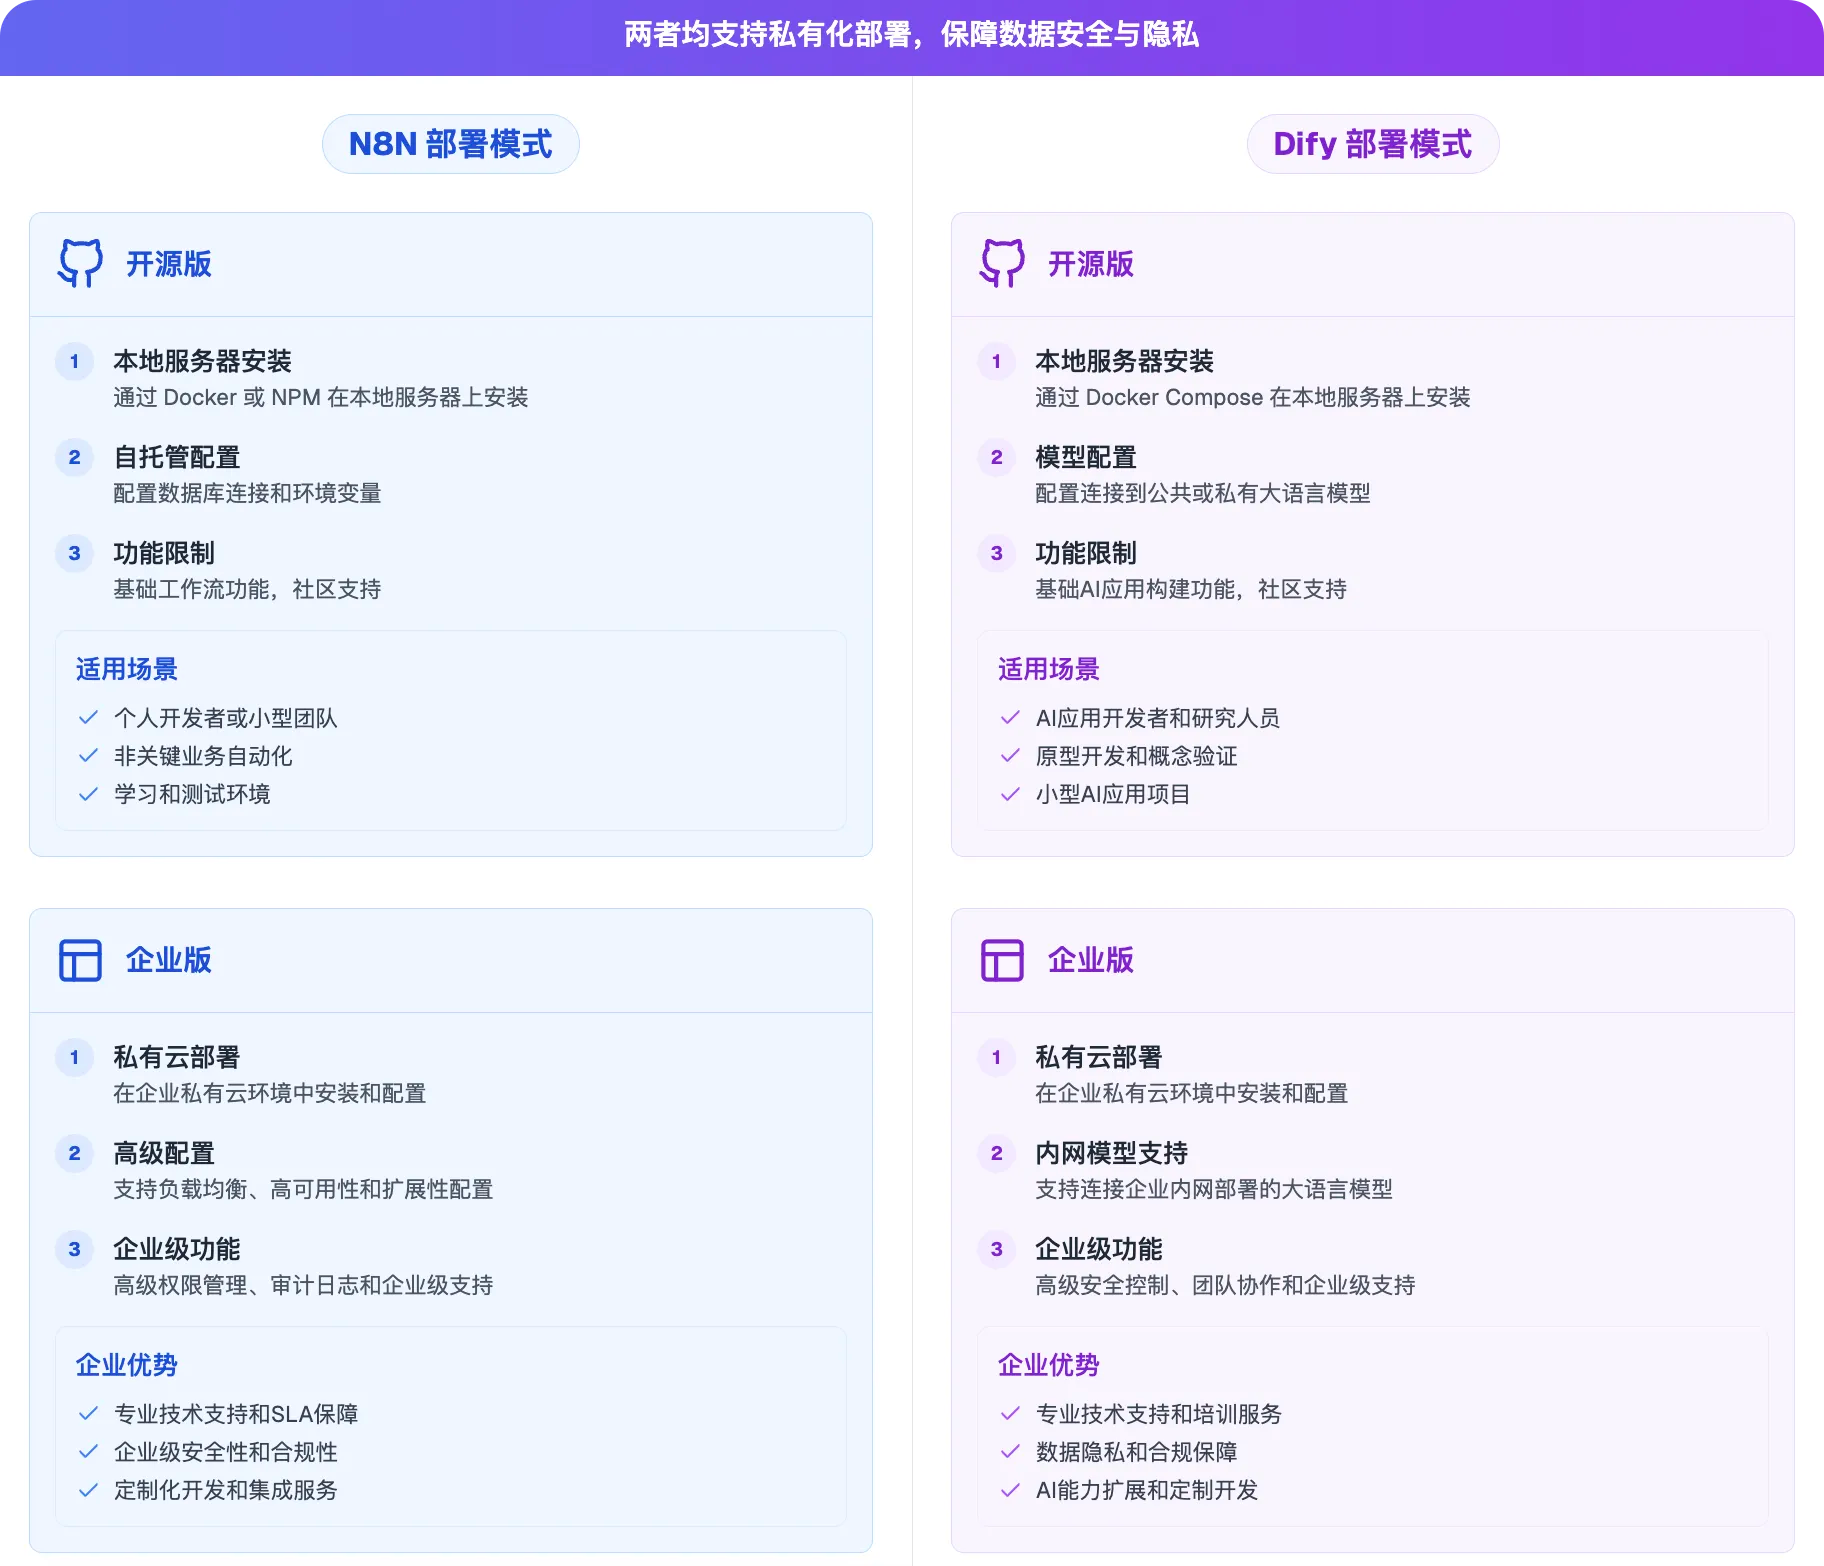 两者均支持私有化部署，保障数据安全与隐私
N8N 部署模式
开源版
1
本地服务器安装
通过 Docker 或 NPM 在本地服务器上安装
2
自托管配置
配置数据库连接和环境变量
3
功能限制
基础工作流功能，社区支持
适用场景
个人开发者或小型团队
非关键业务自动化
学习和测试环境
企业版
1
私有云部署
在企业私有云环境中安装和配置
2
高级配置
支持负载均衡、高可用性和扩展性配置
3
企业级功能
高级权限管理、审计日志和企业级支持
企业优势
专业技术支持和SLA保障
企业级安全性和合规性
定制化开发和集成服务
Dify 部署模式
开源版
1
本地服务器安装
通过 Docker Compose 在本地服务器上安装
2
模型配置
配置连接到公共或私有大语言模型
3
功能限制
基础AI应用构建功能，社区支持
适用场景
AI应用开发者和研究人员
原型开发和概念验证
小型AI应用项目
企业版
1
私有云部署
在企业私有云环境中安装和配置
2
内网模型支持
支持连接企业内网部署的大语言模型
3
企业级功能
高级安全控制、团队协作和企业级支持
企业优势
专业技术支持和培训服务
数据隐私和合规保障
AI能力扩展和定制开发